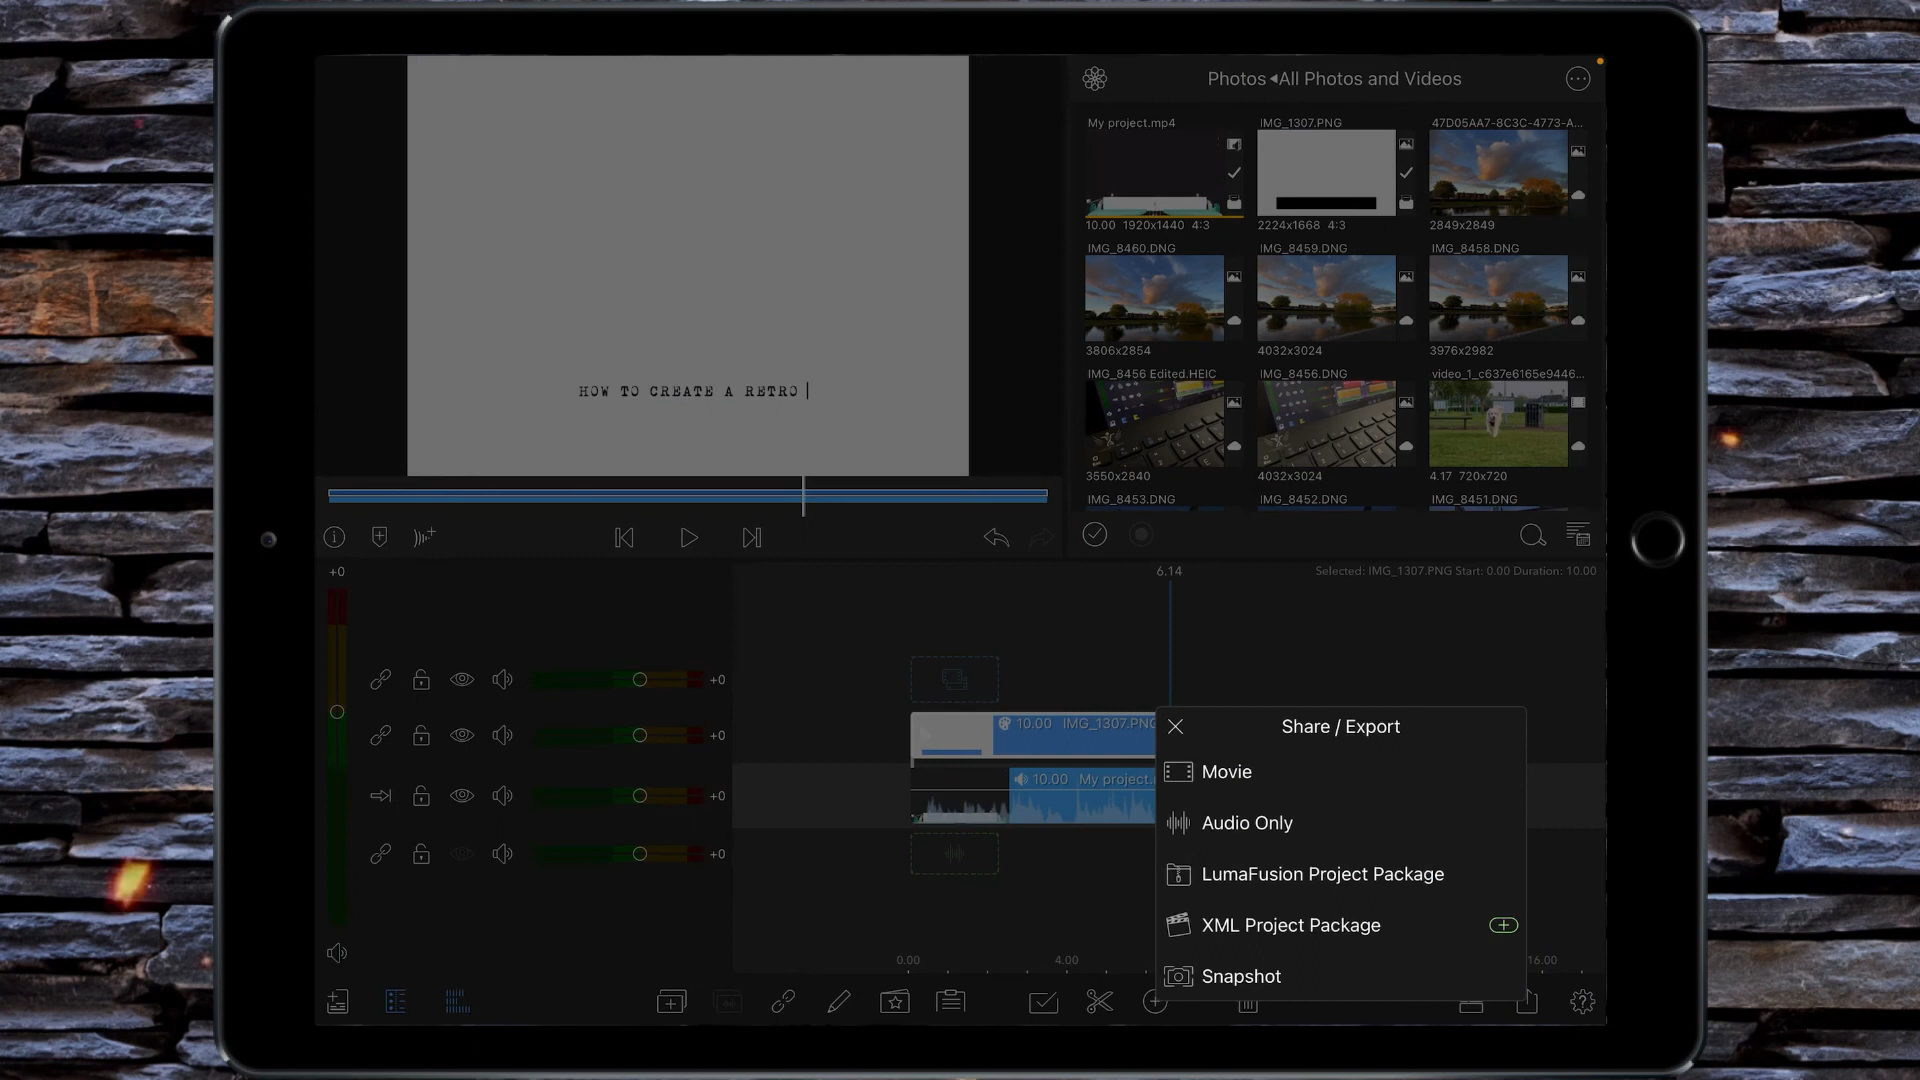 Photos◂All Photos and Videos
My project.mp4
IMG_1307.PNG
47D05AA7-8C3C-4773-A...
10.00 1920x1440 4:3
2224x1668 4:3
2849x2849
IMG_8460.DNG
IMG_8459.DNG
IMG_8458.DNG
3806x2854
4032x3024
3976x2982
IMG_8456 Edited.HEIC
IMG_8456.DNG
video_1_c637e6165e9446...
3550x2840
4032x3024
4.17 720x720
IMG_8453.DNG
IMG_8452.DNG
IMG_8451.DNG
HOW TO CREATE A RETRO
+0
6.14
Selected: IMG_1307.PNG Start: 0.00 Duration: 10.00
+0
+0
10.00 IMG_1307.PNG
+0
10.00 My project.
+0
0.00
4.00
16.00
Share / Export
Movie
Audio Only
LumaFusion Project Package
XML Project Package
Snapshot